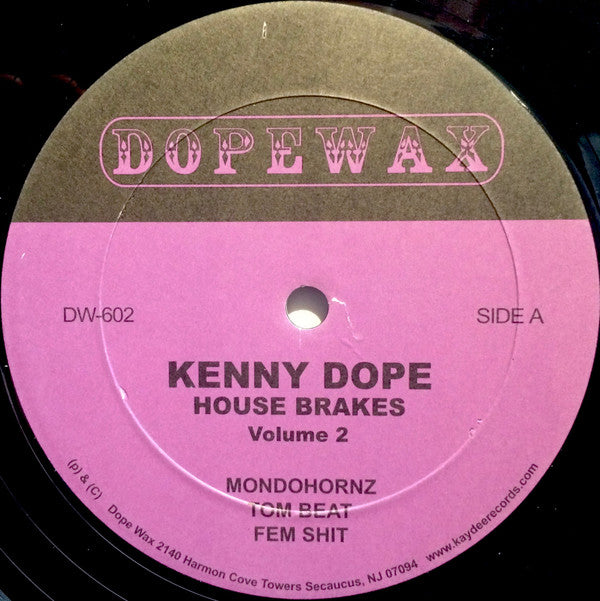 DOPEWAX
DW-602
SIDE A
KENNY DOPE
HOUSE BRAKES
Volume 2
MONDOHORNZ
TOM BEAT
FEM SHIT
(p) & (C) Dope Wax 2140 Harmon Cove Towers Secaucus, NJ 07094 www.kaydeerecords.com